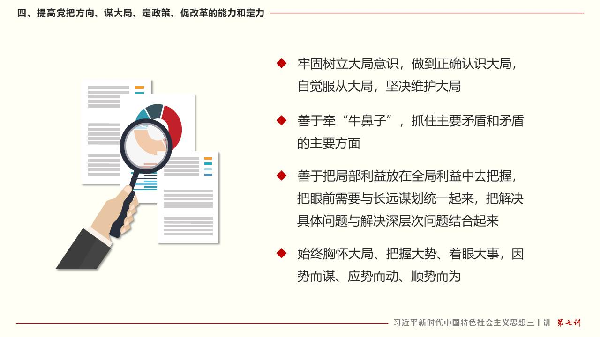 四、提高党把方向、谋大局、定政策、促改革的能力和定力
牢固树立大局意识，做到正确认识大局，
自觉服从大局，坚决维护大局
善于牵“牛鼻子”，抓住主要矛盾和矛盾
的主要方面
善于把局部利益放在全局利益中去把握，
把眼前需要与长远谋划统一起来，把解决
具体问题与解决深层次问题结合起来
始终胸怀大局、把握大势、着眼大事，因
势而谋、应势而动、顺势而为
习近平新时代中国特色社会主义思想三十讲 第七讲